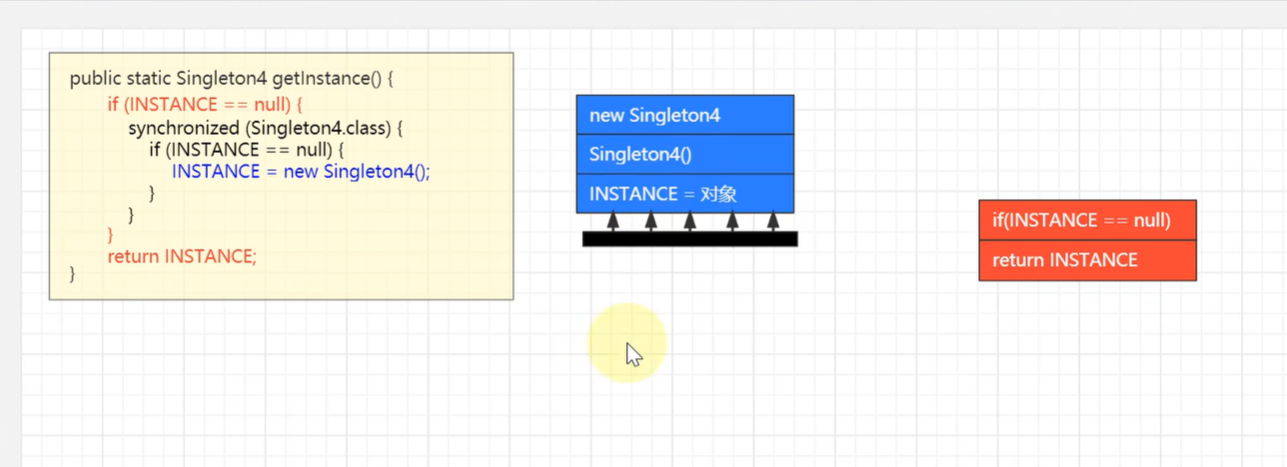 public static Singleton4 getInstance() {
if (INSTANCE == null) {
synchronized (Singleton4.class) {
if (INSTANCE == null) {
INSTANCE = new Singleton4();
}
}
}
return INSTANCE;
}
new Singleton4
Singleton4()
INSTANCE = 对象
if(INSTANCE == null)
return INSTANCE